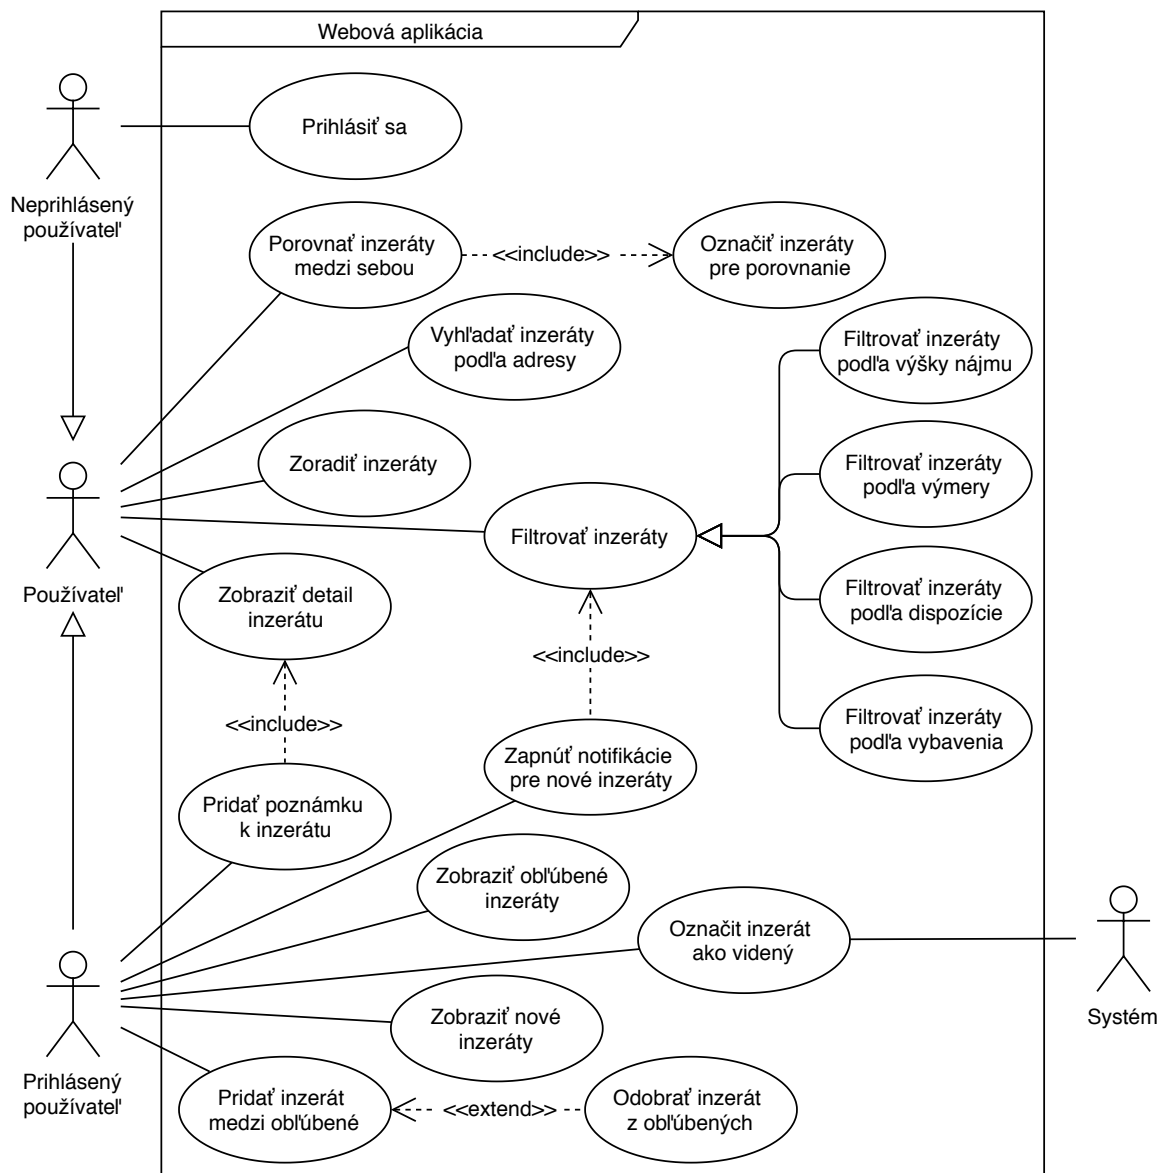 Webová aplikácia
Prihlásiť sa
Neprihlásený
používateľ
Porovnať inzeráty
medzi sebou
<<include>>
Označiť inzeráty
pre porovnanie
Vyhľadať inzeráty
podľa adresy
Filtrovať inzeráty
podľa výšky nájmu
Zoradiť inzeráty
Filtrovať inzeráty
podľa výmery
Filtrovať inzeráty
Používateľ
Zobraziť detail
inzerátu
Filtrovať inzeráty
podľa dispozície
<<include>>
<<include>>
Filtrovať inzeráty
podľa vybavenia
Zapnúť notifikácie
pre nové inzeráty
Pridať poznámku
k inzerátu
Zobraziť obľúbené
inzeráty
Označit inzerát
ako videný
Systém
Zobraziť nové
inzeráty
Prihlásený
používateľ
Pridať inzerát
medzi obľúbené
<<extend>>
Odobrať inzerát
z obľúbených